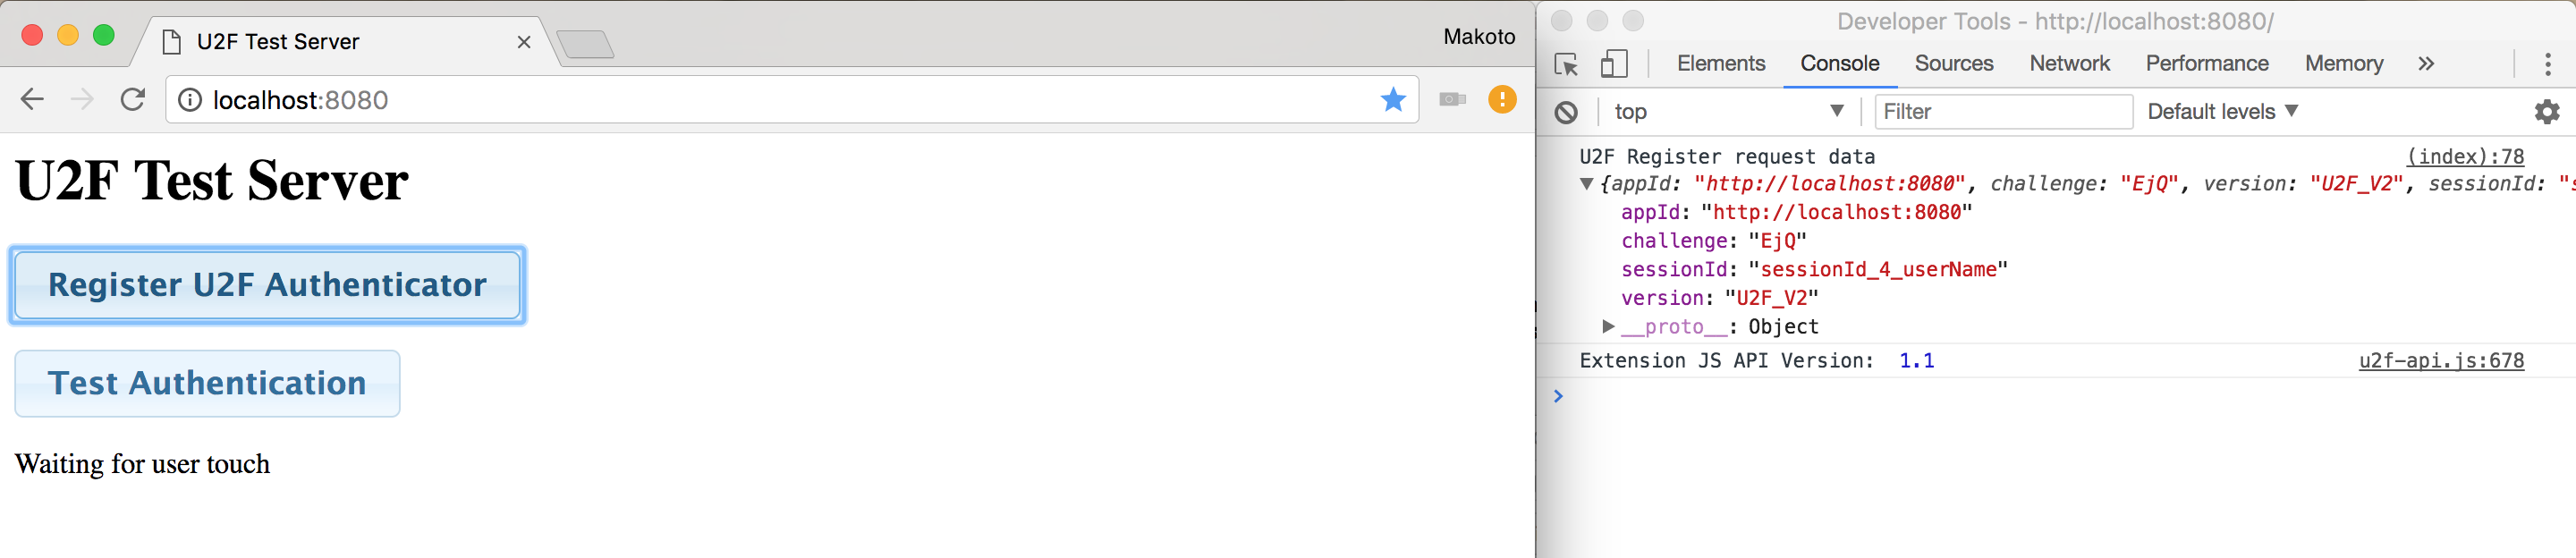 U2F Test Server
Makoto
localhost:8080
U2F Test Server
Register U2F Authenticator
Test Authentication
Waiting for user touch
Developer Tools - http://localhost:8080/
Elements Console Sources Network Performance Memory »
top Filter Default levels
U2F Register request data (index):78
{appId: "http://localhost:8080", challenge: "EjQ", version: "U2F_V2", sessionId: "s
appId: "http://localhost:8080"
challenge: "EjQ"
sessionId: "sessionId_4_userName"
version: "U2F_V2"
__proto__: Object
Extension JS API Version: 1.1 u2f-api.js:678